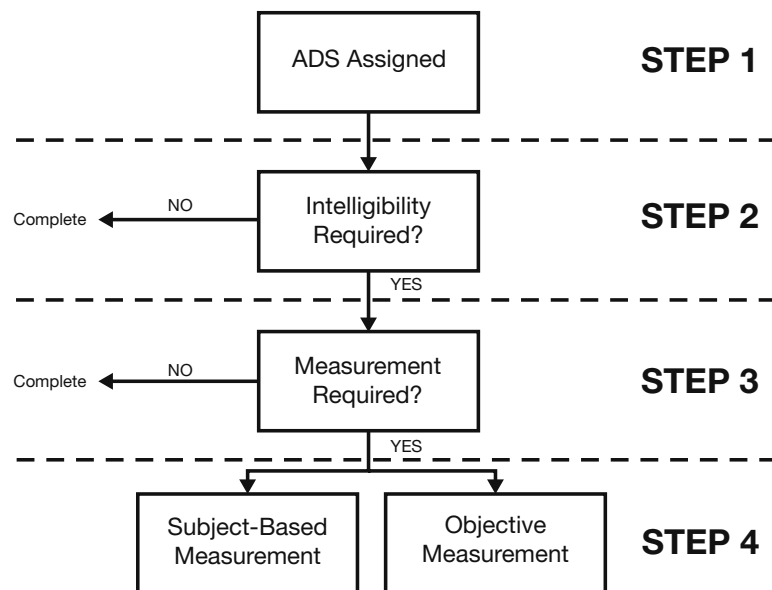 ADS Assigned
STEP 1
Intelligibility
Required?
NO
Complete
STEP 2
YES
Measurement
Required?
NO
Complete
STEP 3
YES
Subject-Based
Measurement
Objective
Measurement
STEP 4